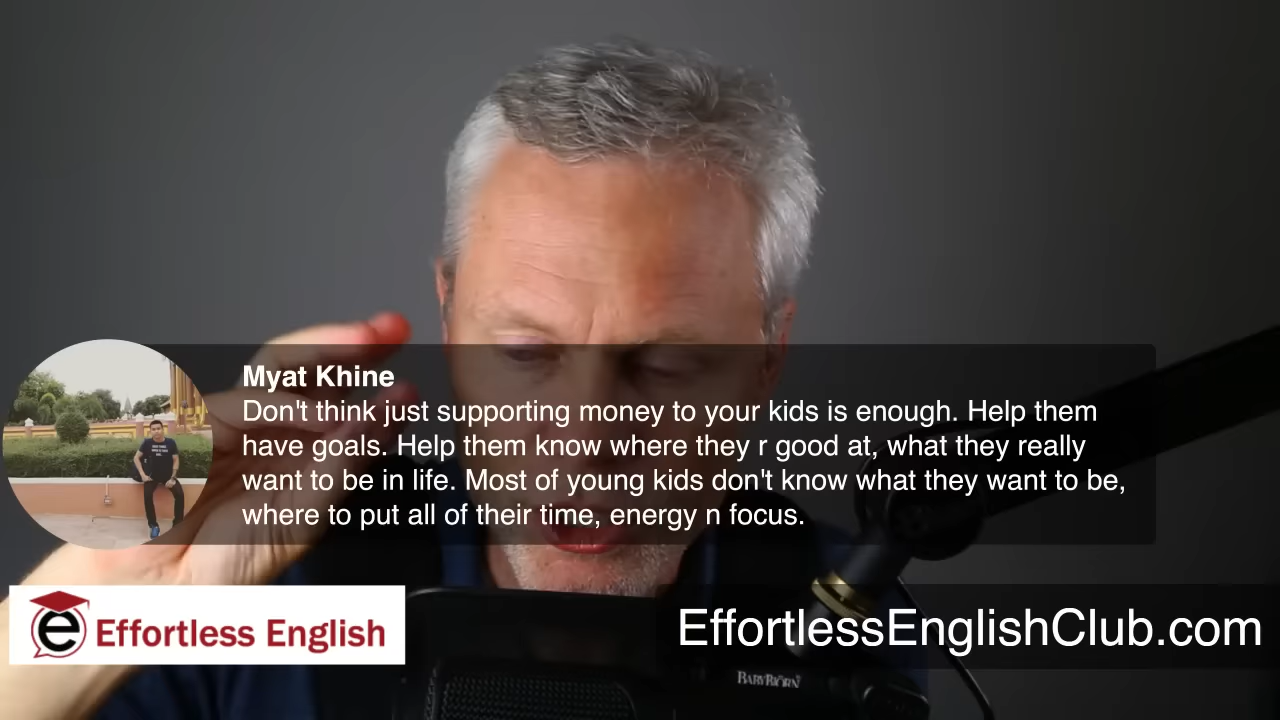 Myat Khine
Don't think just supporting money to your kids is enough. Help them
have goals. Help them know where they r good at, what they really
want to be in life. Most of young kids don't know what they want to be,
where to put all of their time, energy n focus.
e Effortless English
EffortlessEnglishClub.com
BABYBJÖRN